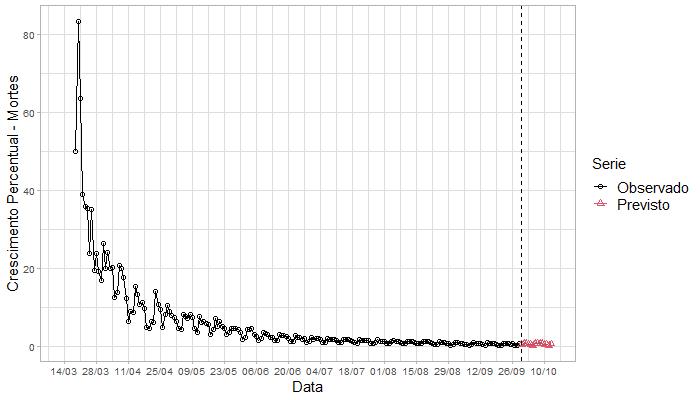 Crescimento Percentual - Mortes
80
60
40
20
0
14/03 28/03 11/04 25/04 09/05 23/05 06/06 20/06 04/07 18/07 01/08 15/08 29/08 12/09 26/09 10/10
Data
Serie
Observado
Previsto